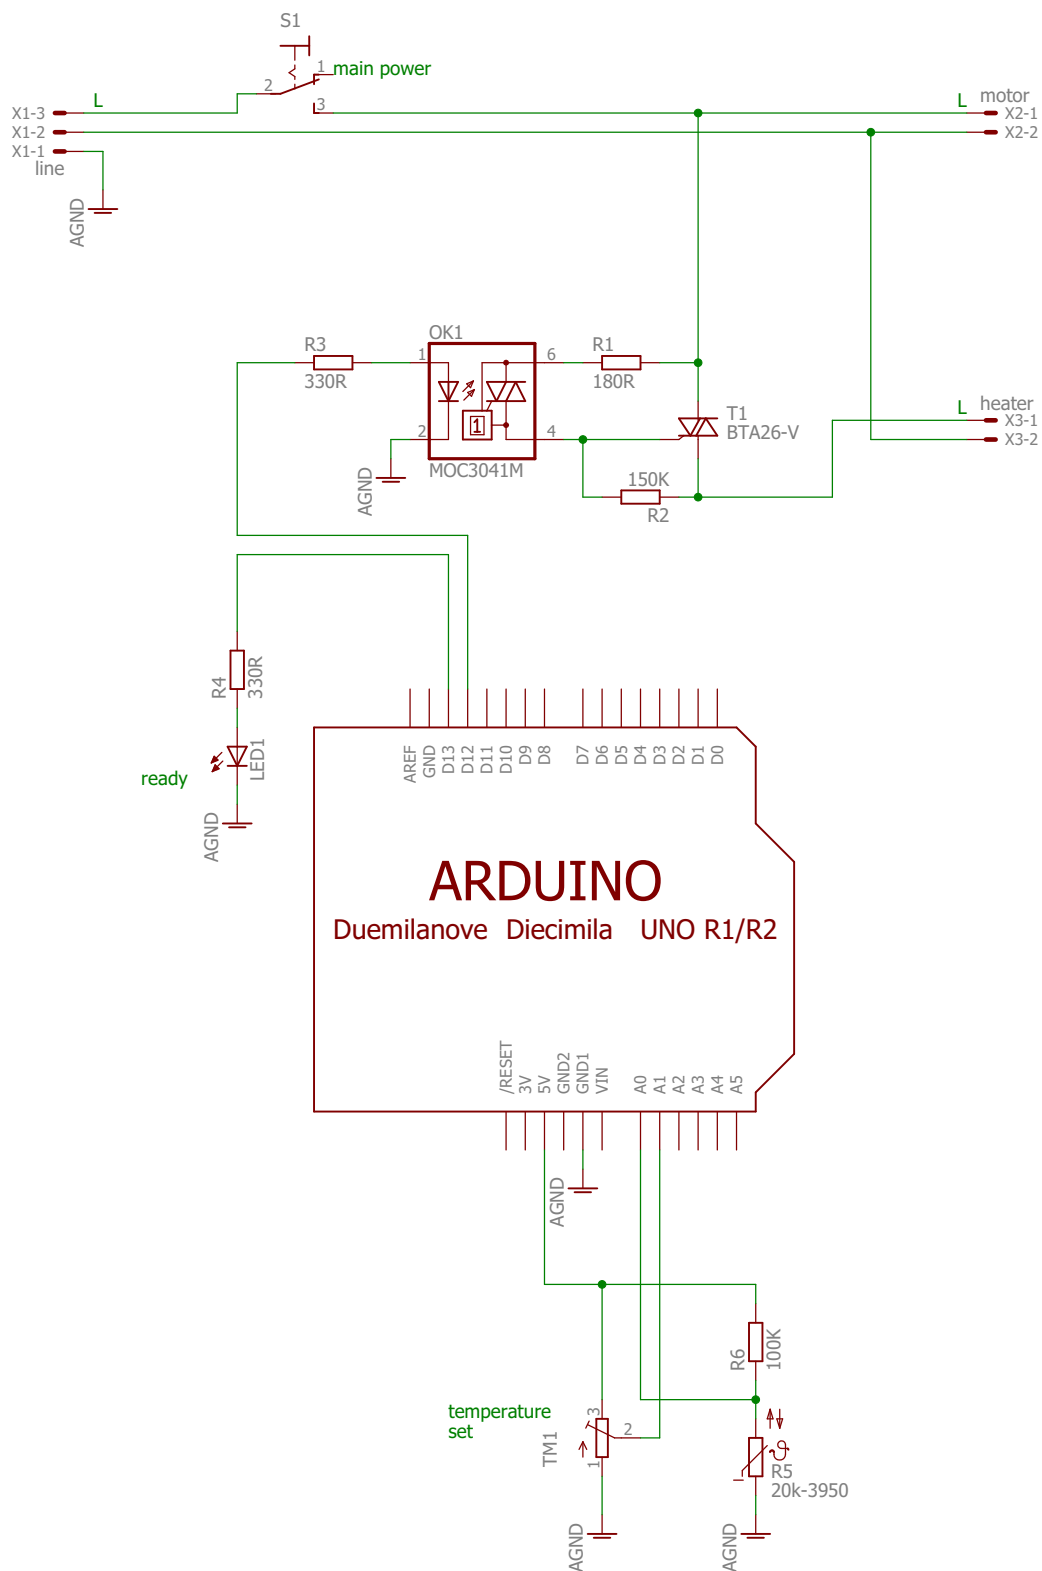 S1
1
main power
2
3
L
X1-3
X1-2
X1-1
line
AGND
L
motor
X2-1
X2-2
OK1
R3
330R
1
2
1
6
4
MOC3041M
AGND
R1
180R
T1
BTA26-V
150K
R2
L
heater
X3-1
X3-2
R4
330R
LED1
ready
AGND
AREF
GND
D13
D12
D11
D10
D9
D8
D7
D6
D5
D4
D3
D2
D1
D0
ARDUINO
Duemilanove Diecimila UNO R1/R2
/RESET
3V
5V
GND2
GND1
VIN
A0
A1
A2
A3
A4
A5
AGND
R6
100K
temperature
set
TM1
3
2
1
R5
20k-3950
AGND
AGND